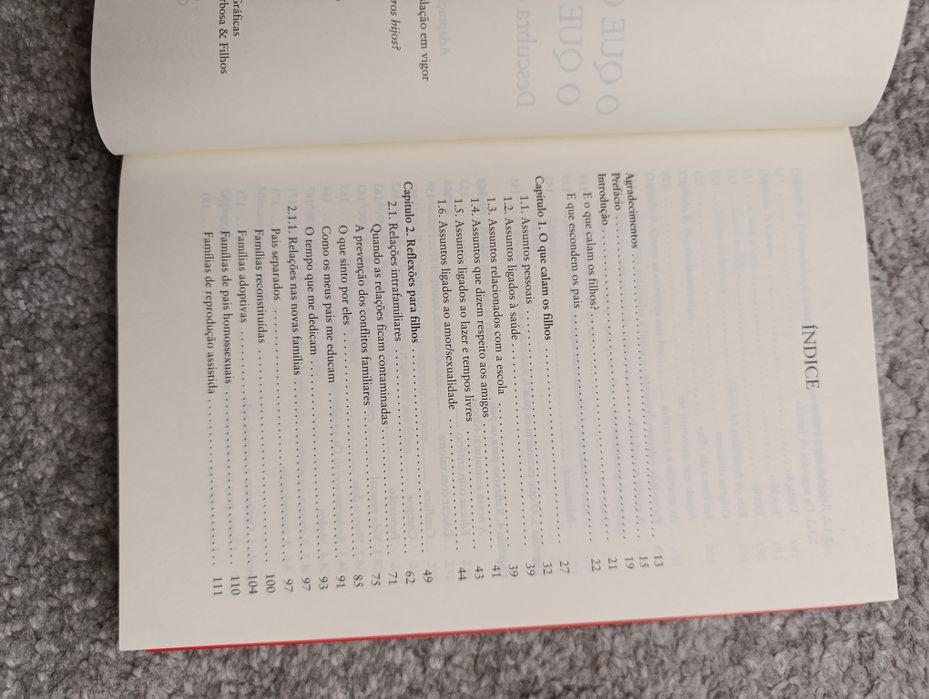 lação em vigor
ros hijos?
Gráficas
rbosa & Filhos
ÍNDICE
Agradecimentos 13
Prefácio 15
Introdução 19
E o que calam os filhos? 21
E que escondem os pais 22
Capítulo 1. O que calam os filhos 27
1.1. Assuntos pessoais 32
1.2. Assuntos ligados à saúde 39
1.3. Assuntos relacionados com a escola 39
1.4. Assuntos que dizem respeito aos amigos 41
1.5. Assuntos ligados ao lazer e tempos livres 43
1.6. Assuntos ligados ao amor/sexualidade 44
Capítulo 2. Reflexões para filhos 49
2.1. Relações intrafamiliares 62
Quando as relações ficam contaminadas 71
A prevenção dos conflitos familiares 75
O que sinto por eles 85
Como os meus pais me educam 91
O tempo que me dedicam 93
2.1.1. Relações nas novas famílias 97
Pais separados 97
Famílias reconstituídas 100
Famílias adoptivas 104
Famílias de pais homossexuais 110
Famílias de reprodução assistida 111